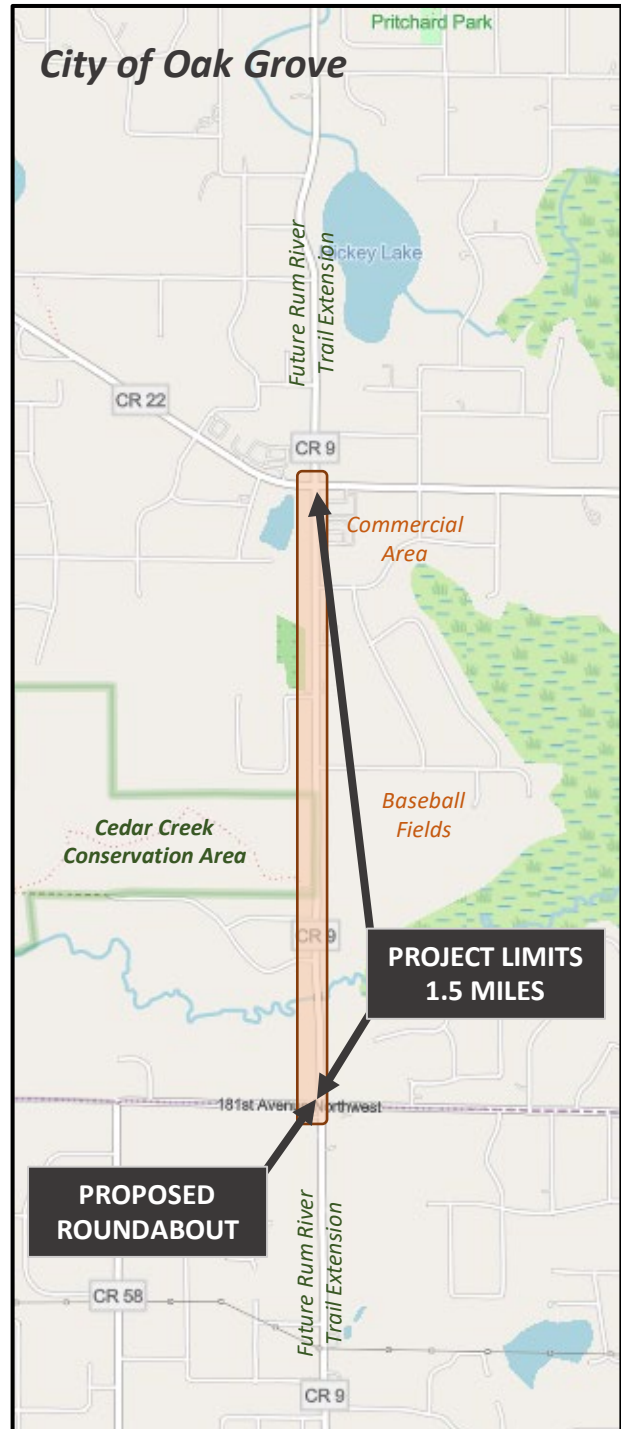 Pritchard Park
City of Oak Grove
Future Rum River
Trail Extension
ickey Lake
CR 22
CR 9
Commercial
Area
Baseball
Fields
Cedar Creek
Conservation Area
CR 9
PROJECT LIMITS
1.5 MILES
181st Avenue Northwest
PROPOSED
ROUNDABOUT
Future Rum River
Trail Extension
CR 58
CR 9